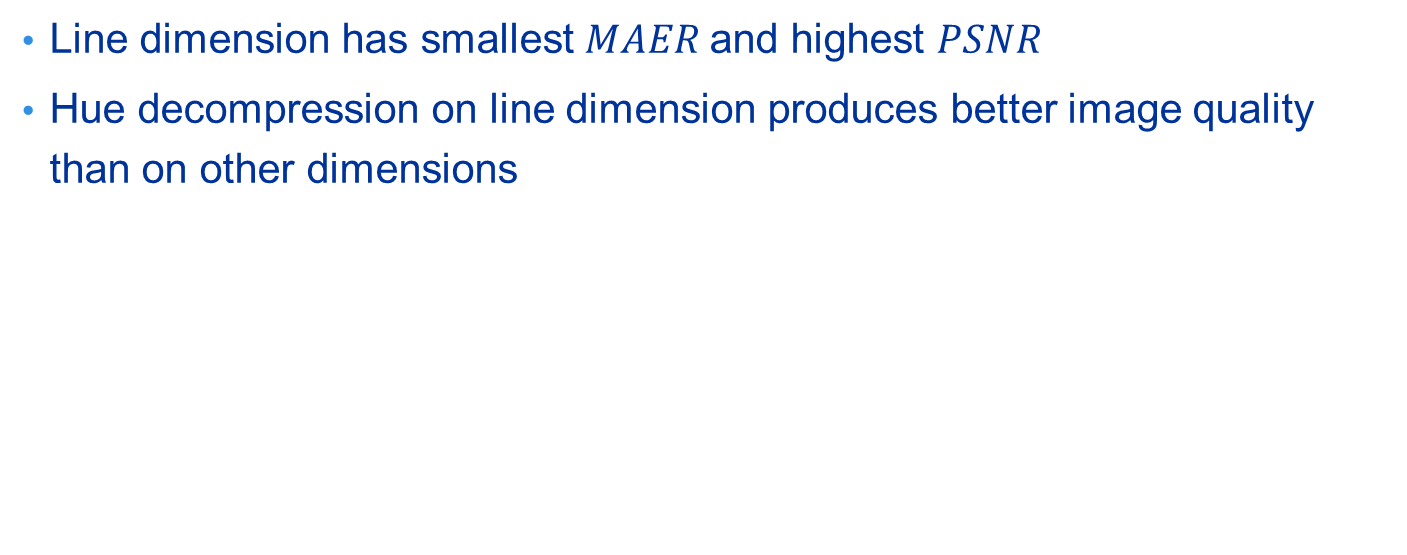 • Line dimension has smallest MAER and highest PSNR
• Hue decompression on line dimension produces better image quality
than on other dimensions